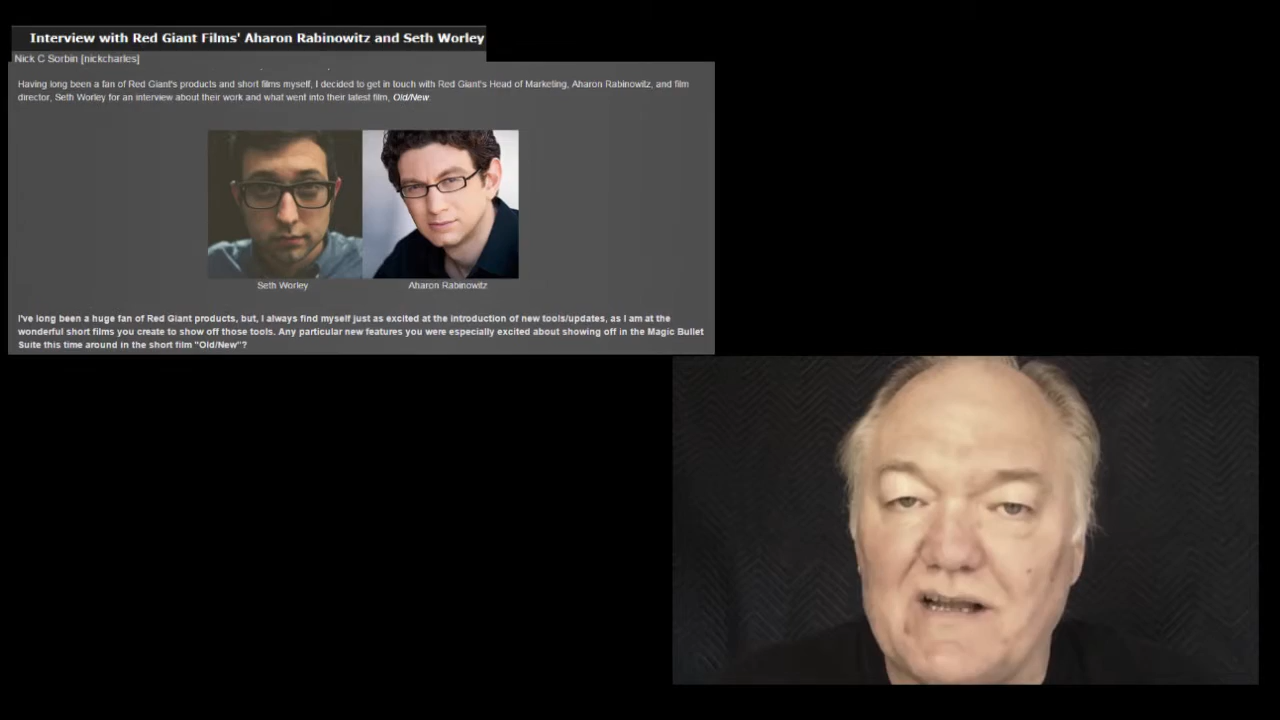 Interview with Red Giant Films' Aharon Rabinowitz and Seth Worley
Nick C Sorbin [nickcharles]
Having long been a fan of Red Giant's products and short films myself, I decided to get in touch with Red Giant's Head of Marketing, Aharon Rabinowitz, and film
director, Seth Worley for an interview about their work and what went into their latest film, Old/New.
Seth Worley
Aharon Rabinowitz
I've long been a huge fan of Red Giant products, but, I always find myself just as excited at the introduction of new tools/updates, as I am at the
wonderful short films you create to show off those tools. Any particular new features you were especially excited about showing off in the Magic Bullet
Suite this time around in the short film "Old/New"?